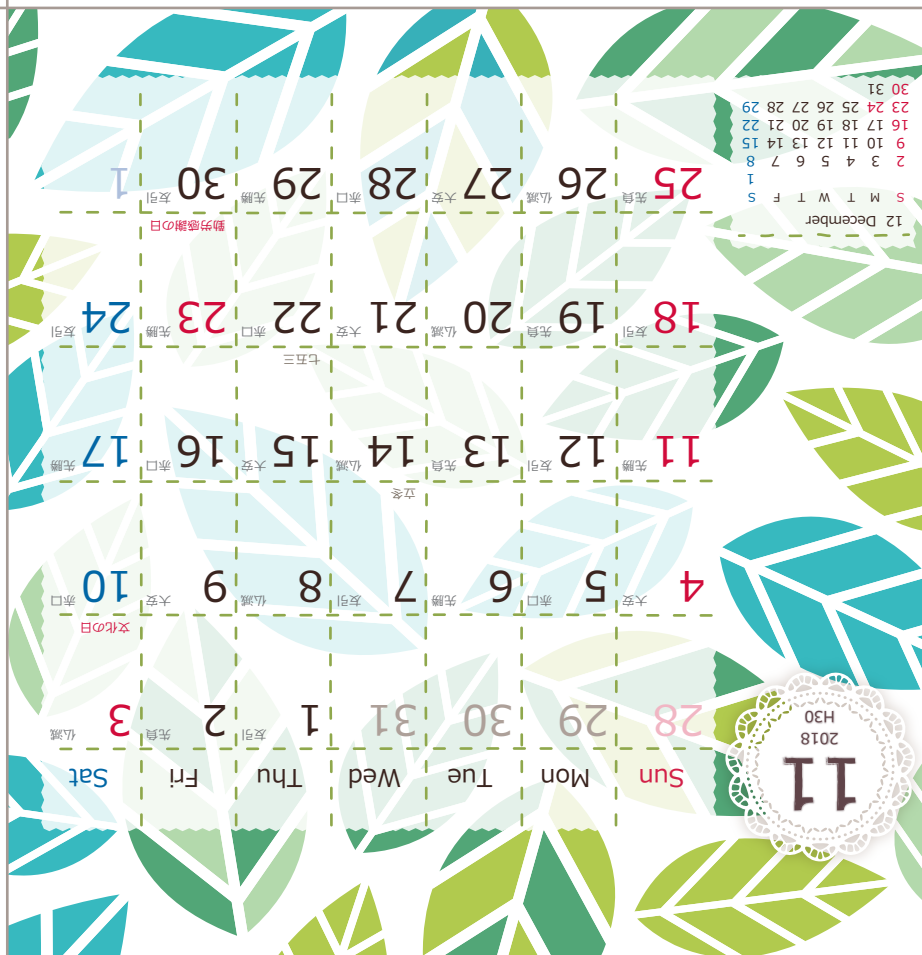 11
2018
H30
Sun Mon Tue Wed Thu Fri Sat
28 29 30 31 1 友引 2 先負 3 仏滅
文化の日
4 大安 5 赤口 6 先勝 7 友引 8 仏滅 9 大安 10 赤口
立冬
11 先勝 12 友引 13 先負 14 仏滅 15 大安 16 赤口 17 先勝
七五三
18 友引 19 先負 20 仏滅 21 大安 22 赤口 23 先勝 24 友引
勤労感謝の日
25 先負 26 仏滅 27 大安 28 赤口 29 先勝 30 友引 1
12 December
S M T W T F S
1
2 3 4 5 6 7 8
9 10 11 12 13 14 15
16 17 18 19 20 21 22
23 24 25 26 27 28 29
30 31